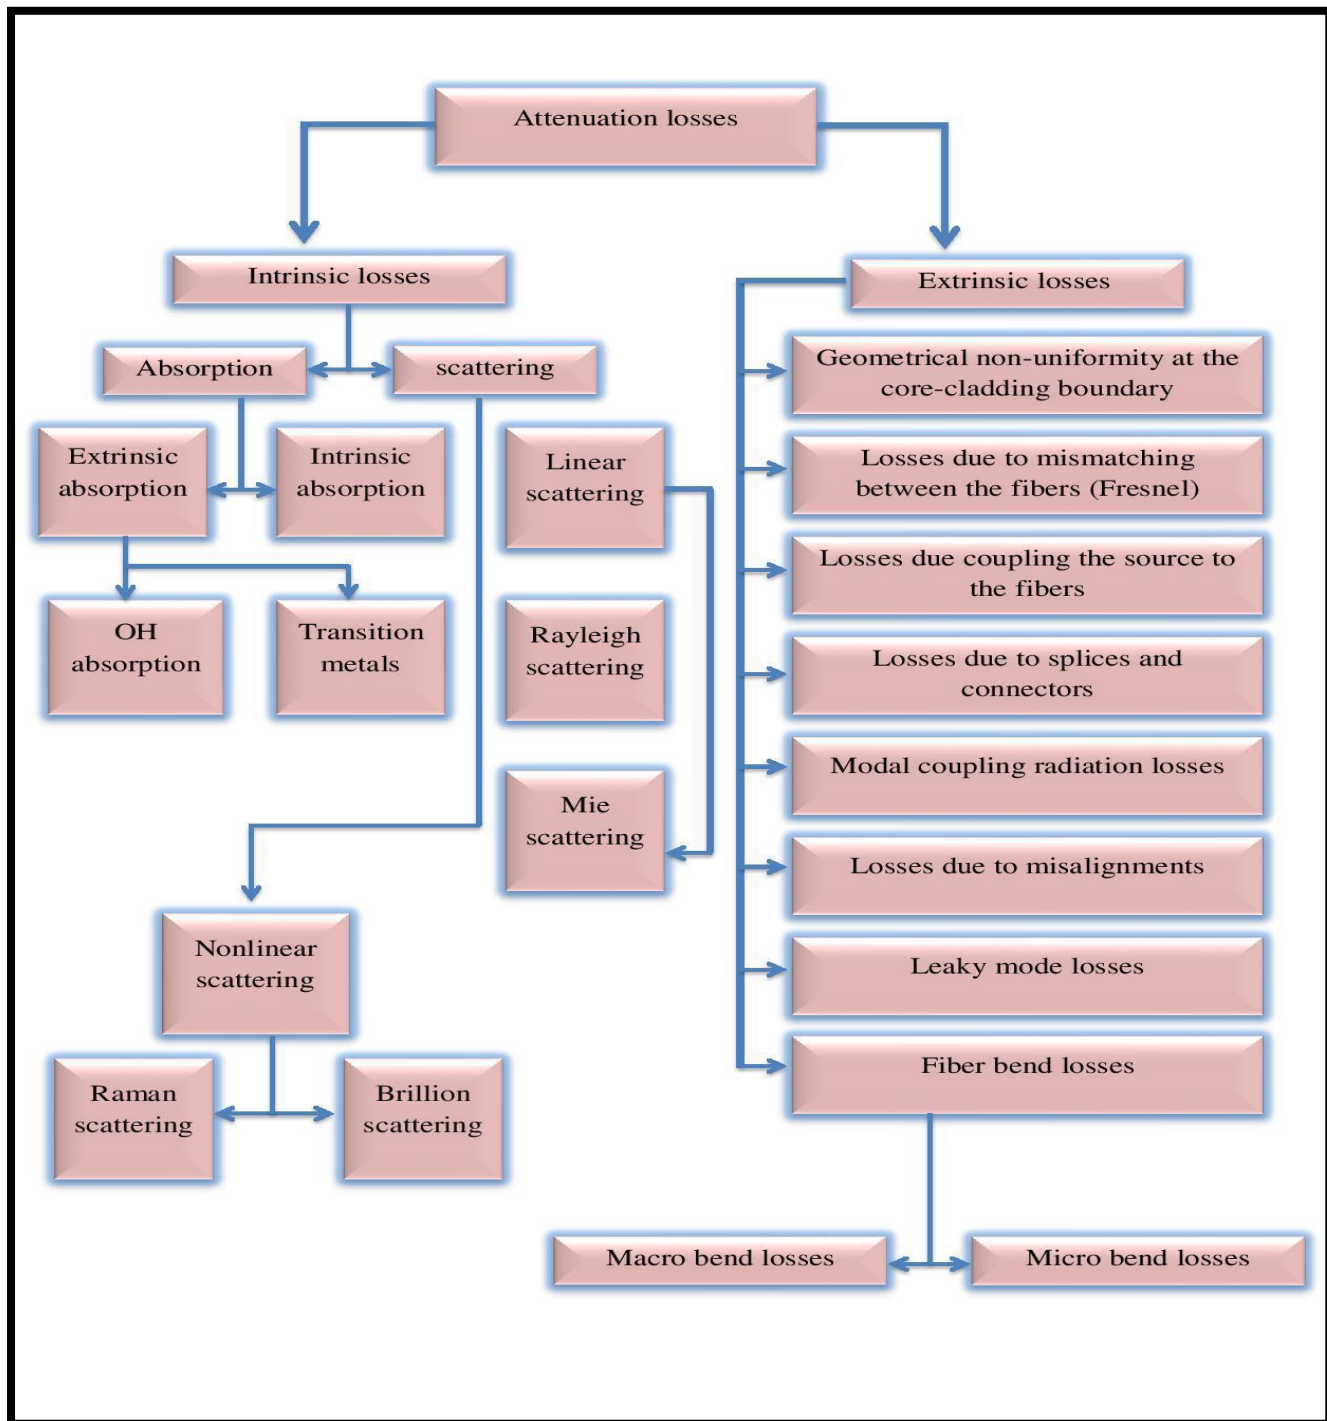 Attenuation losses
Intrinsic losses
Extrinsic losses
Absorption
scattering
Extrinsic
absorption
Intrinsic
absorption
OH
absorption
Transition
metals
Linear
scattering
Rayleigh
scattering
Mie
scattering
Nonlinear
scattering
Raman
scattering
Brillion
scattering
Geometrical non-uniformity at the
core-cladding boundary
Losses due to mismatching
between the fibers (Fresnel)
Losses due coupling the source to
the fibers
Losses due to splices and
connectors
Modal coupling radiation losses
Losses due to misalignments
Leaky mode losses
Fiber bend losses
Macro bend losses
Micro bend losses